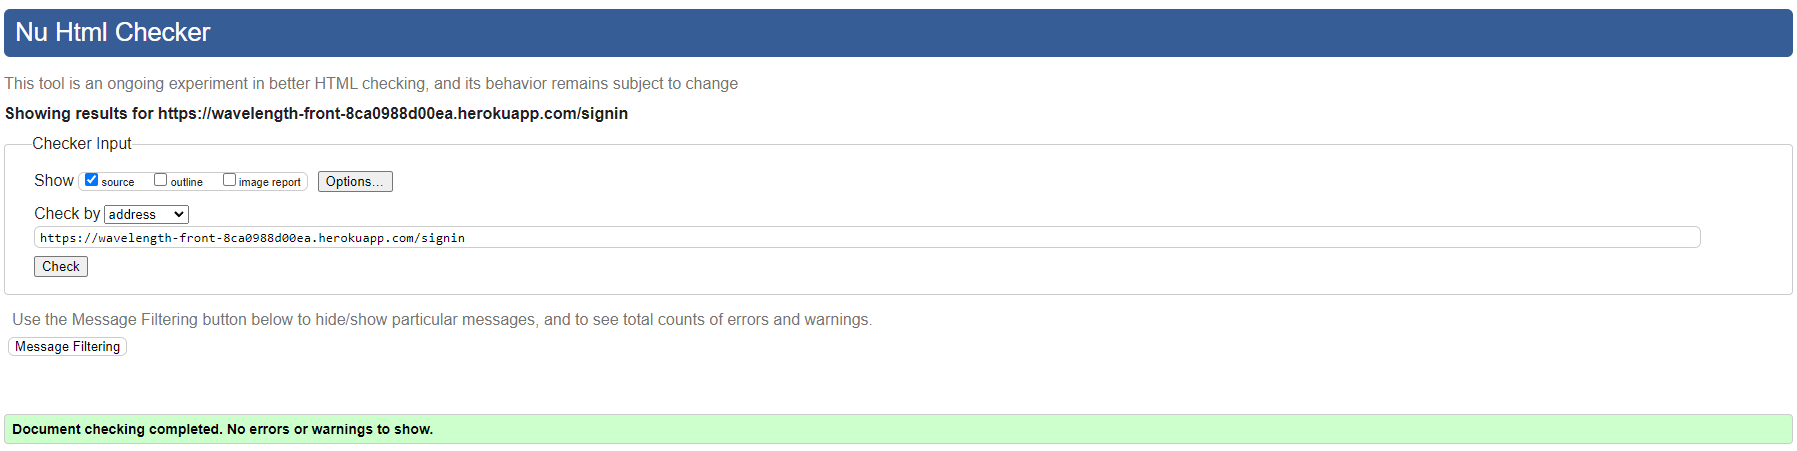 Nu Html Checker
This tool is an ongoing experiment in better HTML checking, and its behavior remains subject to change
Showing results for https://wavelength-front-8ca0988d00ea.herokuapp.com/signin
Checker Input
Show source outline image report Options...
Check by address
https://wavelength-front-8ca0988d00ea.herokuapp.com/signin
Check
Use the Message Filtering button below to hide/show particular messages, and to see total counts of errors and warnings.
Message Filtering
Document checking completed. No errors or warnings to show.